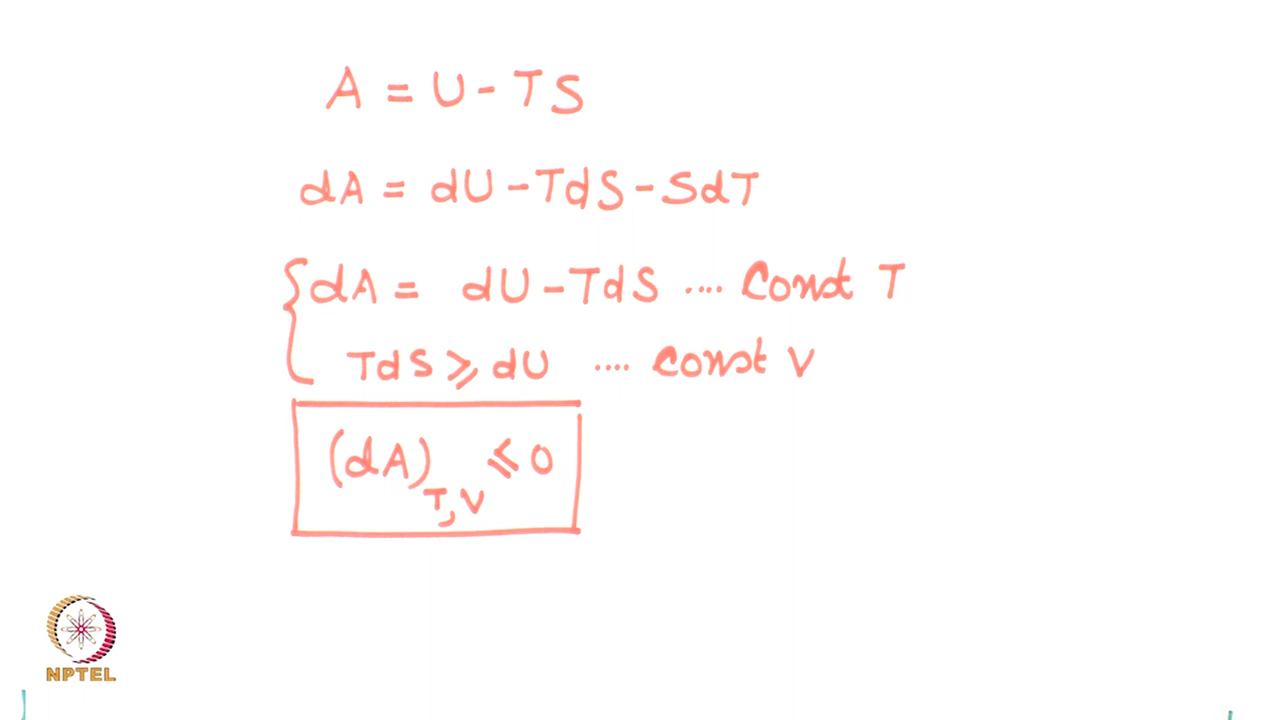 A = U - TS
dA = dU - TdS - SdT
dA = dU - TdS .... Const T
TdS ⩾ dU .... Const V
(dA)T,V ⩽ 0
NPTEL